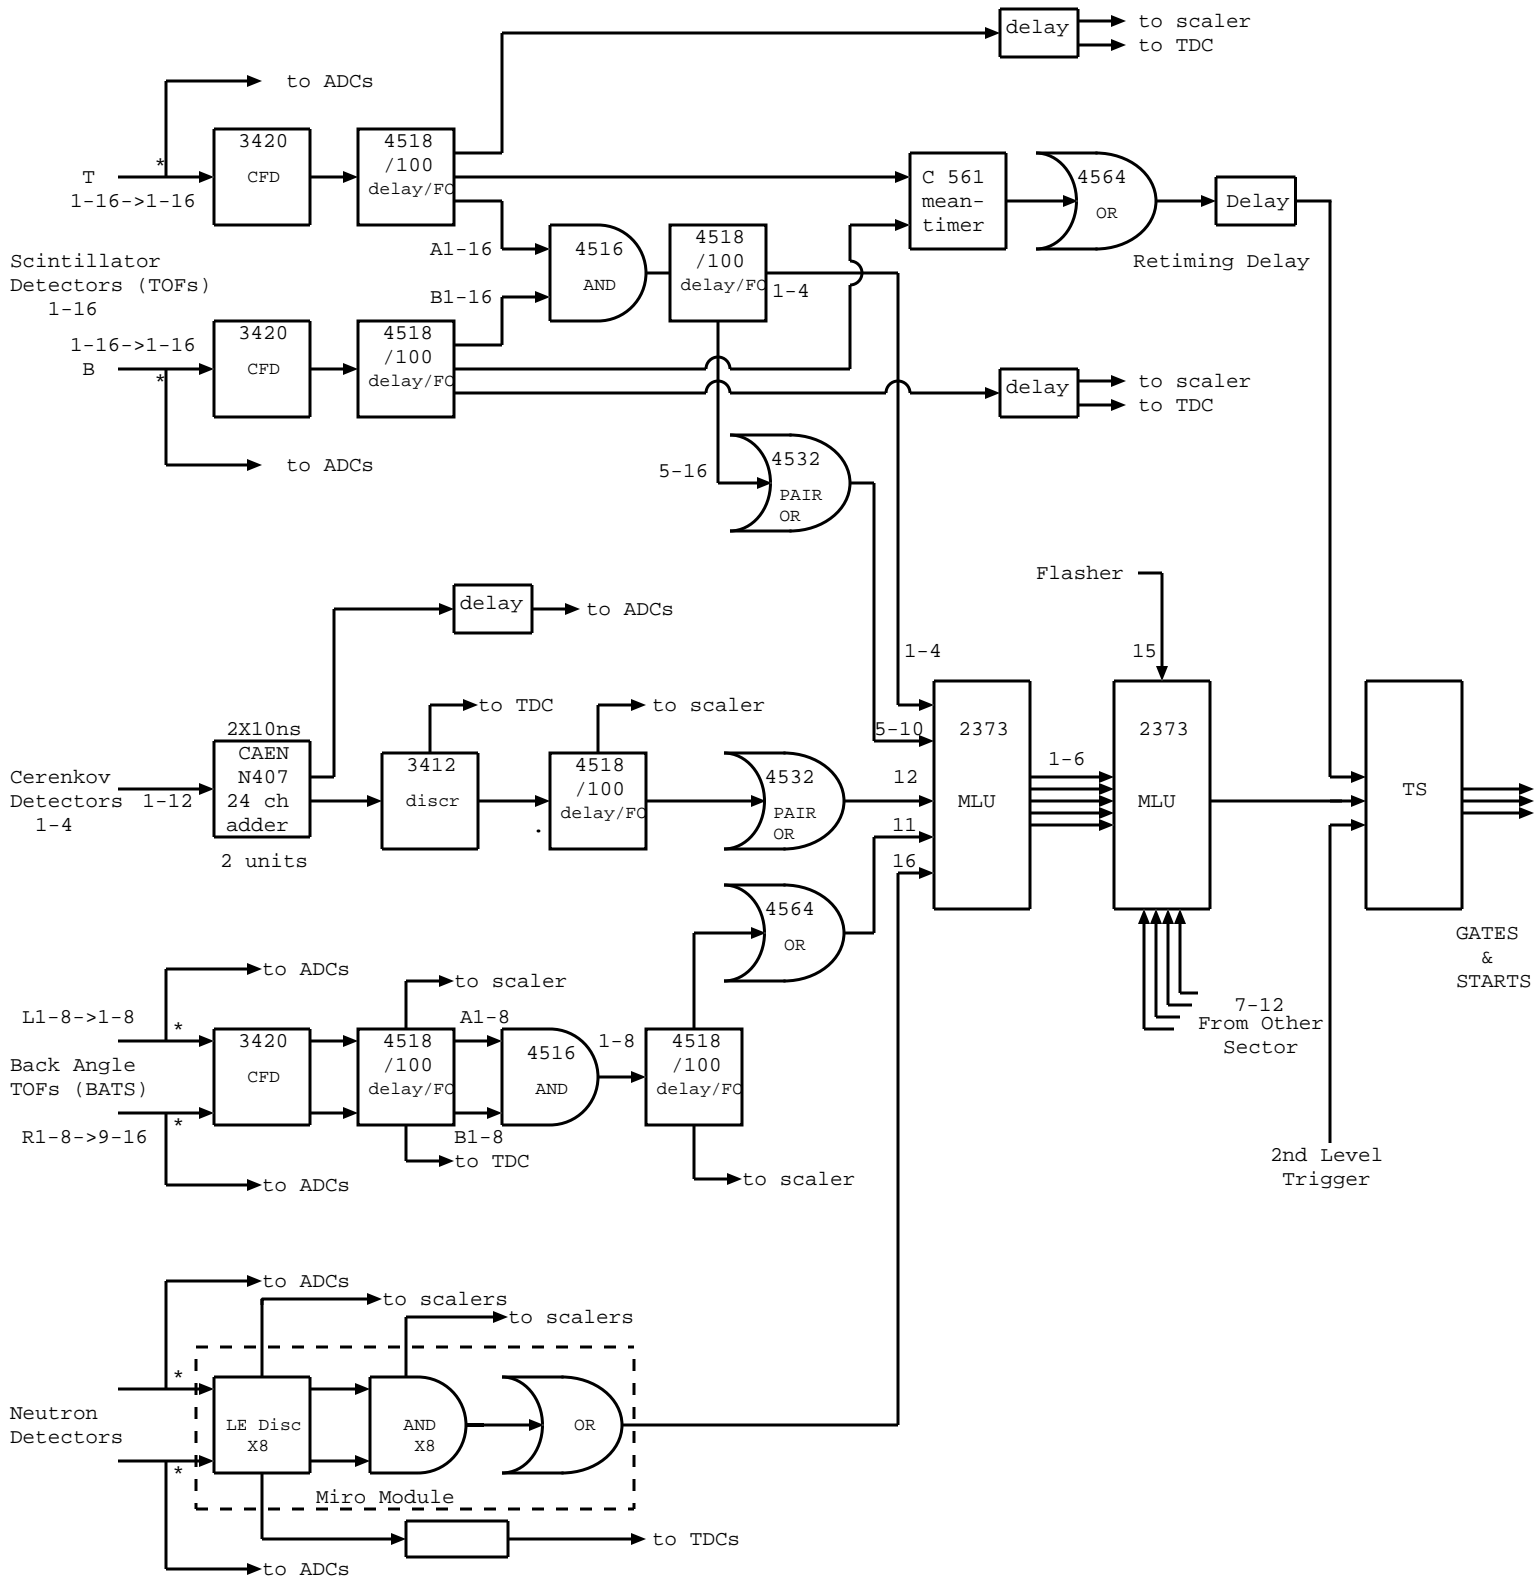 delay
to scaler
to TDC
to ADCs
3420
CFD
4518
/100
delay/FO
*
T
1-16->1-16
C 561
mean-
timer
4564
OR
Delay
Retiming Delay
A1-16
4516
AND
4518
/100
delay/FO
1-4
B1-16
Scintillator
Detectors (TOFs)
1-16
1-16->1-16
B
*
3420
CFD
4518
/100
delay/FO
delay
to scaler
to TDC
to ADCs
5-16
4532
PAIR
OR
Flasher
15
delay
to ADCs
1-4
5-10
2373
MLU
1-6
2373
MLU
TS
to TDC
to scaler
2X10ns
CAEN
N407
24 ch
adder
2 units
Cerenkov
Detectors
1-4
1-12
3412
discr
4518
/100
delay/FO
.
4532
PAIR
OR
12
11
16
4564
OR
GATES
&
STARTS
7-12
From Other
Sector
2nd Level
Trigger
to ADCs
to scaler
L1-8->1-8
*
Back Angle
TOFs (BATS)
R1-8->9-16
*
3420
CFD
4518
/100
delay/FO
A1-8
4516
AND
B1-8
1-8
4518
/100
delay/FO
to TDC
to ADCs
to scaler
to ADCs
to scalers
to scalers
*
Neutron
Detectors
*
LE Disc
X8
AND
X8
OR
Miro Module
to TDCs
to ADCs